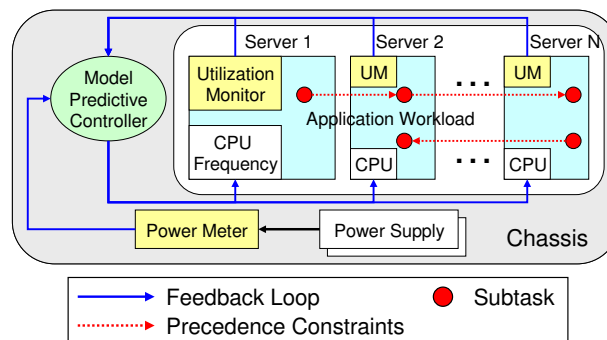 Server 1
Server 2
Server N
Model
Predictive
Controller
Utilization
Monitor
UM
UM
...
Application Workload
CPU
Frequency
CPU
...
CPU
Power Meter
Power Supply
Chassis
Feedback Loop
Subtask
Precedence Constraints